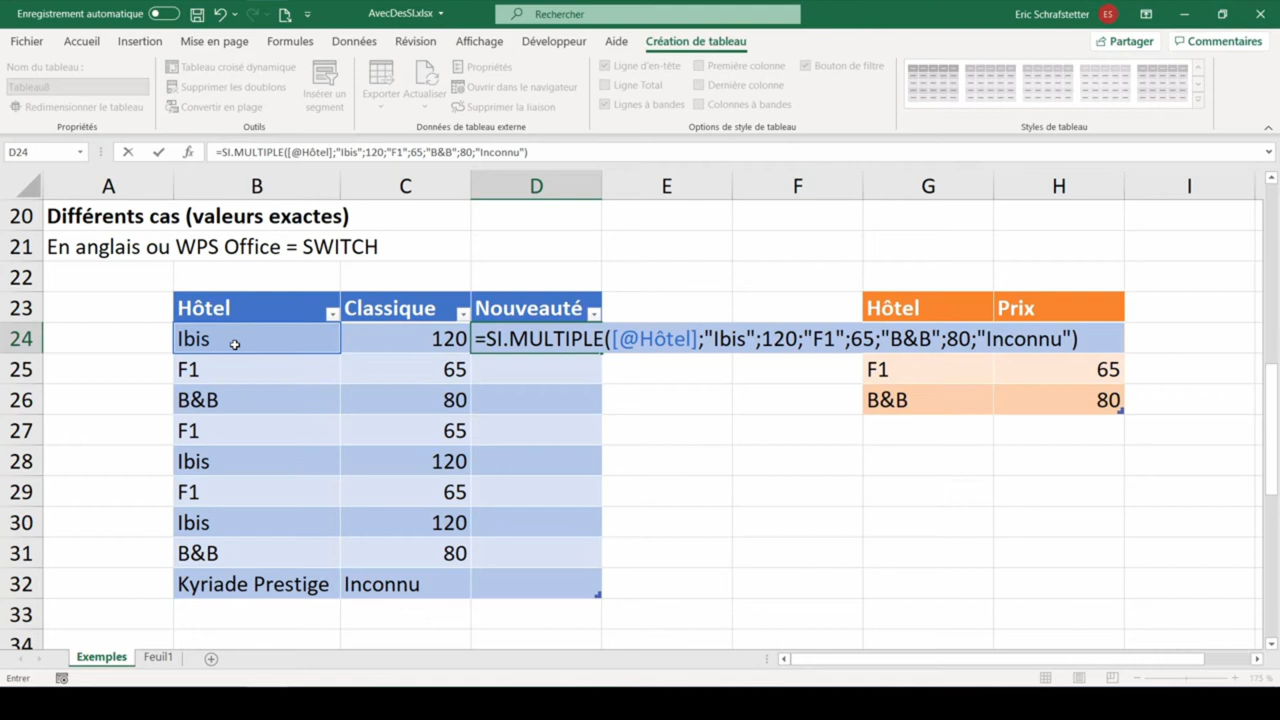 Enregistrement automatique
AvecDesSI.xlsx
Rechercher
Eric Schrafstetter
ES
Fichier Accueil Insertion Mise en page Formules Données Révision Affichage Développeur Aide Création de tableau
Partager
Commentaires
Nom du tableau :
Tableau8
Redimensionner le tableau
Propriétés
Tableau croisé dynamique
Supprimer les doublons
Convertir en plage
Insérer un
segment
Outils
Exporter
Actualiser
Propriétés
Ouvrir dans le navigateur
Supprimer la liaison
Données de tableau externe
Ligne d'en-tête
Ligne Total
Lignes à bandes
Première colonne
Dernière colonne
Colonnes à bandes
Bouton de filtre
Options de style de tableau
Styles de tableau
D24
fx
=SI.MULTIPLE([@Hôtel];"Ibis";120;"F1";65;"B&B";80;"Inconnu")
A B C D E F G H I
20 Différents cas (valeurs exactes)
21 En anglais ou WPS Office = SWITCH
22
23 Hôtel Classique Nouveauté Hôtel Prix
24 Ibis 120 =SI.MULTIPLE([@Hôtel];"Ibis";120;"F1";65;"B&B";80;"Inconnu")
25 F1 65 F1 65
26 B&B 80 B&B 80
27 F1 65
28 Ibis 120
29 F1 65
30 Ibis 120
31 B&B 80
32 Kyriade Prestige Inconnu
33
34
Exemples Feuil1
Entrer
175 %